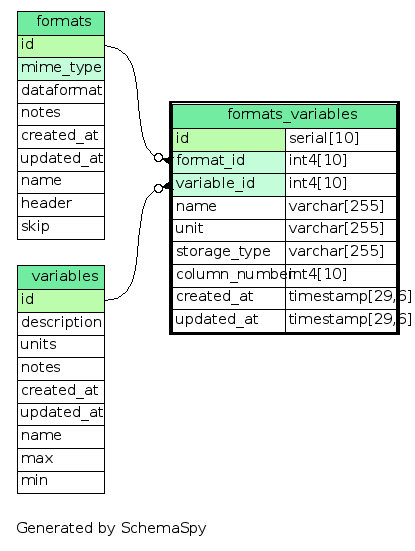 formats
id
mime_type
dataformat
notes
created_at
updated_at
name
header
skip
formats_variables
id serial[10]
format_id int4[10]
variable_id int4[10]
name varchar[255]
unit varchar[255]
storage_type varchar[255]
column_number int4[10]
created_at timestamp[29,6]
updated_at timestamp[29,6]
variables
id
description
units
notes
created_at
updated_at
name
max
min
Generated by SchemaSpy